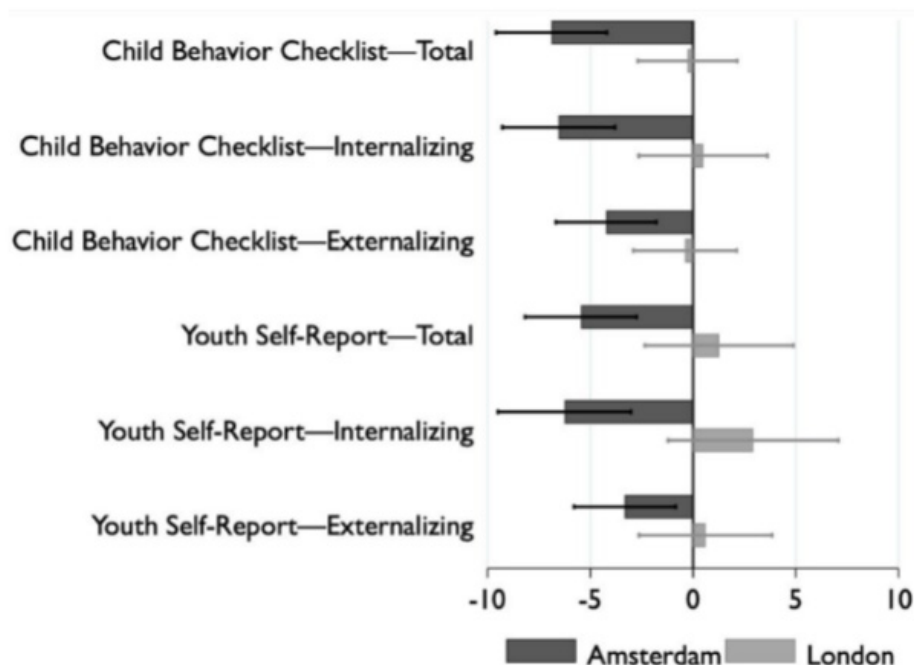 Child Behavior Checklist—Total
Child Behavior Checklist—Internalizing
Child Behavior Checklist—Externalizing
Youth Self-Report—Total
Youth Self-Report—Internalizing
Youth Self-Report—Externalizing
-10 -5 0 5 10
Amsterdam London